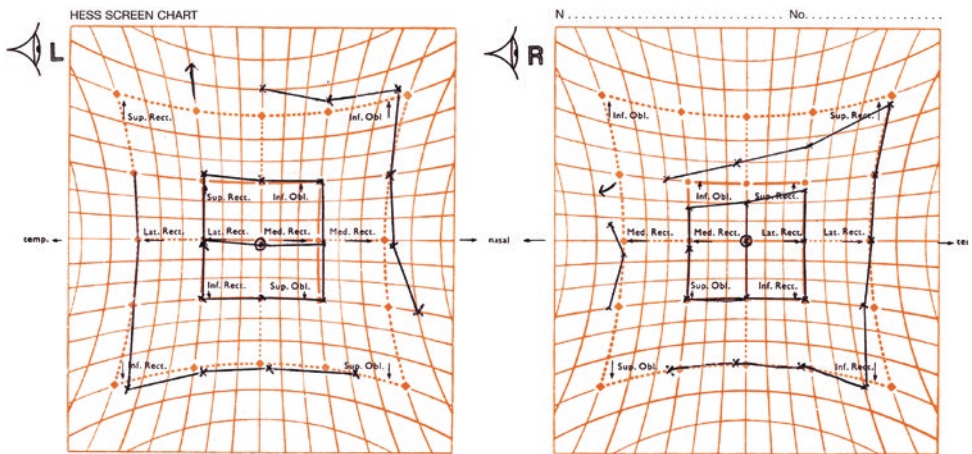 HESS SCREEN CHART
N . . . . . . . . . . . . . . . . . . . . . . . No. . . . . . . . . . . . . . .
L
R
Sup. Rect. Inf. Obl
Inf. Obl. Sup. Rect.
Sup. Rect. Inf. Obl.
Inf. Obl. Sup. Rect.
temp. Lat. Rect. Lat. Rect. Med. Rect. Med. Rect. nasal Med. Rect. Med. Rect. Lat. Rect. Lat. Rect.
Inf. Rect. Sup. Obl.
Sup. Obl Inf. Rect.
Inf. Rect. Sup. Obl.
Sup. Obl Inf. Rect.